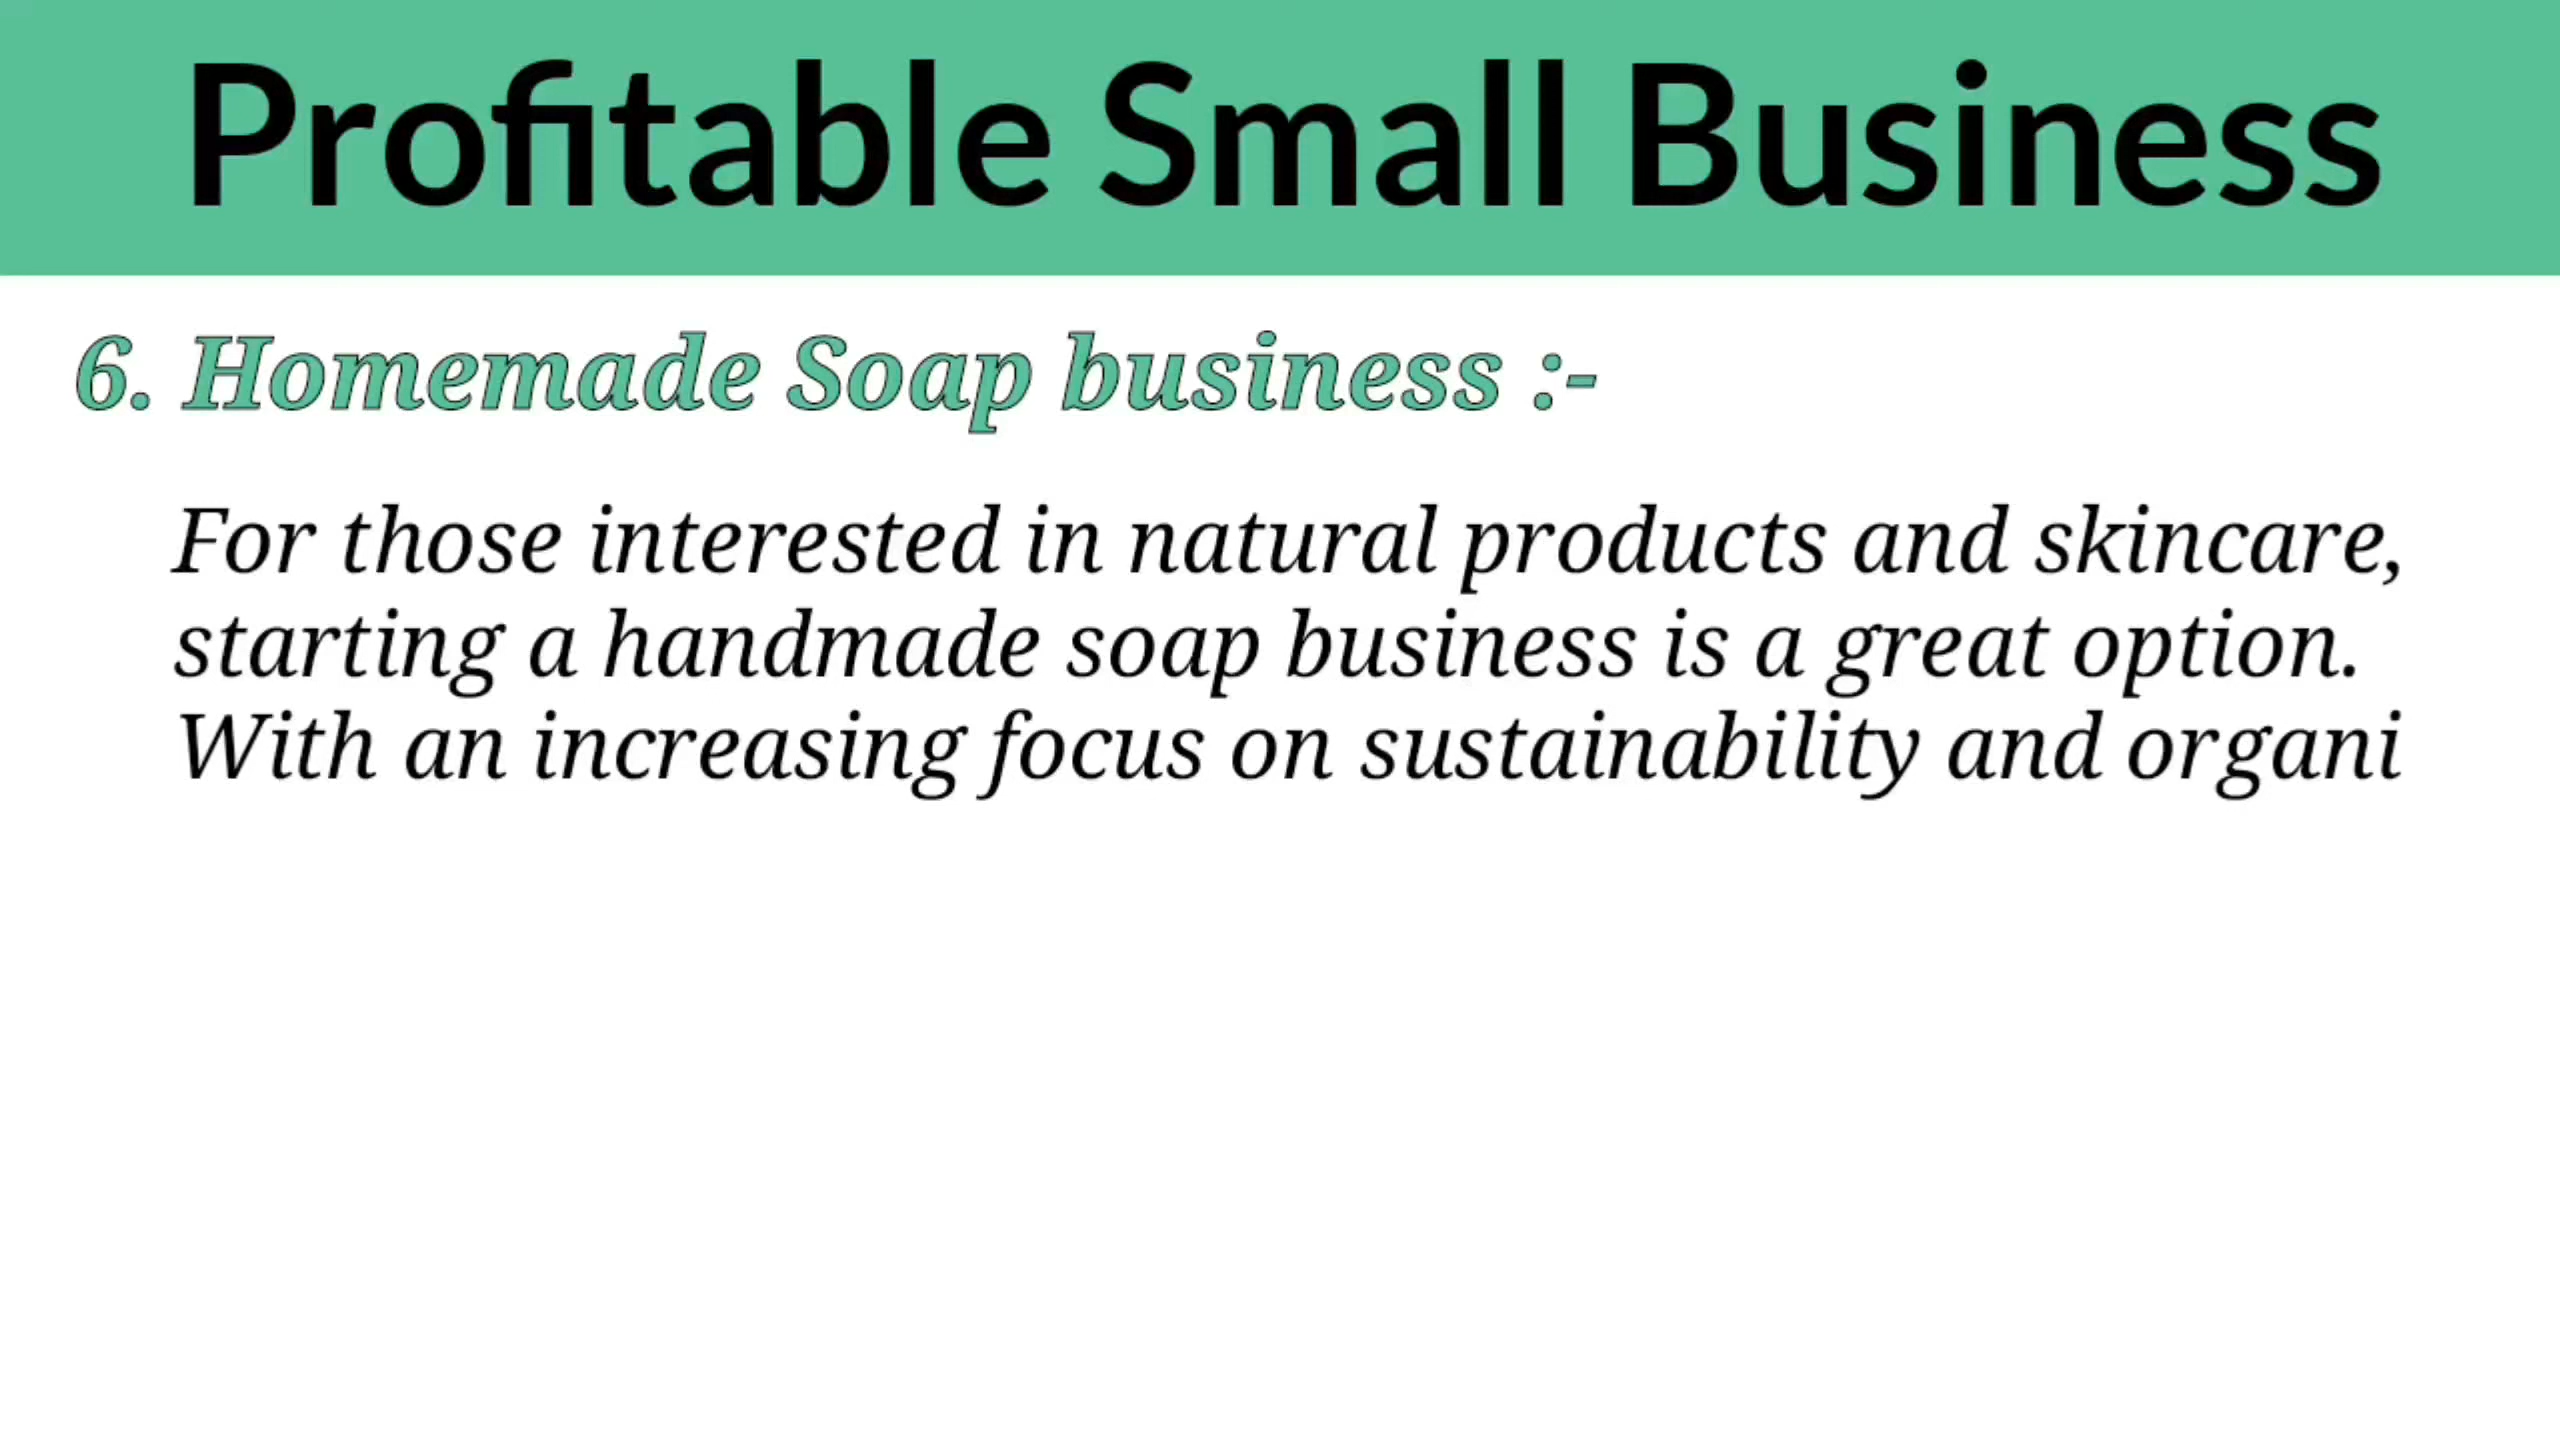 Profitable Small Business
6. Homemade Soap business :-
For those interested in natural products and skincare,
starting a handmade soap business is a great option.
With an increasing focus on sustainability and organi